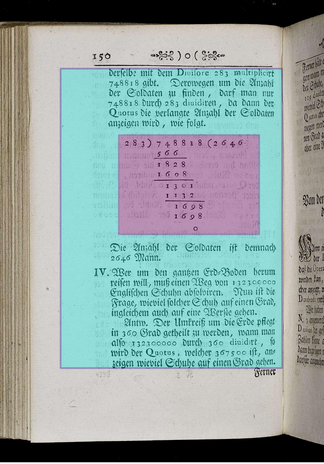 150 )o(
derselbe mit dem Divisore 283 multiplicirt
748818 gibt. Derowegen um die Anzahl
der Soldaten zu finden, darf man nur
748818 durch 283 dividiren, da dann der
Quotus die verlangte Anzahl der Soldaten
anzeigen wird, wie folgt.
283) 748818 (2646
566
1828
1698
1301
1132
1698
1698
0
Die Anzahl der Soldaten ist demnach
2646 Mann.
IV. Wer um den gantzen Erd-Boden herum
reisen will, muß einen Weg von 132300000
Englischen Schuhen absolviren. Nun ist die
Frage, wieviel solcher Schuh auf einen Grad,
ingleichem auch auf eine Werste gehen.
Antw. Der Umkreiß um die Erde pflegt
in 360 Grad getheilt zu werden, wann man
also 132300000 durch 360 dividirt, so
wird der Quotus, welcher 367500 ist, an-
zeigen wieviel Schuhe auf einen Grad gehen.
Ferner